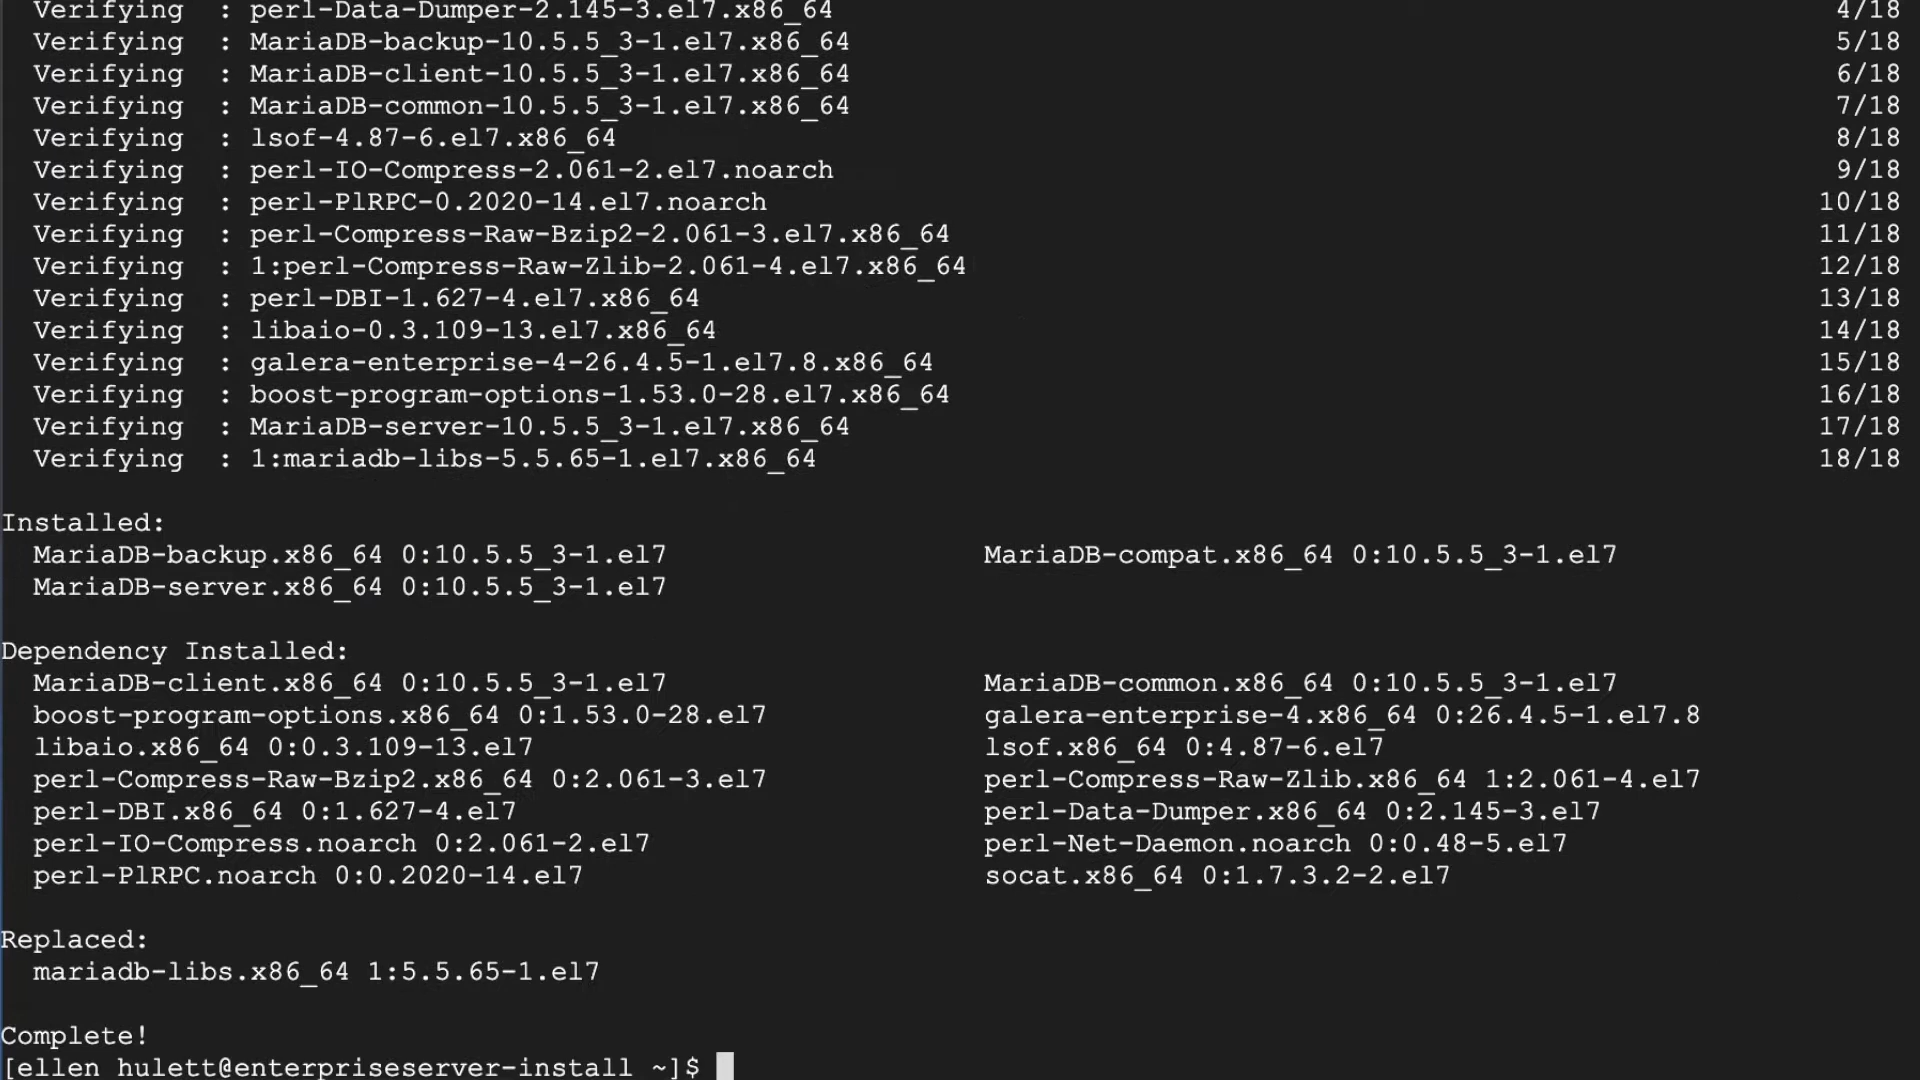 Verifying : perl-Data-Dumper-2.145-3.el7.x86_64 4/18
Verifying : MariaDB-backup-10.5.5_3-1.el7.x86_64 5/18
Verifying : MariaDB-client-10.5.5_3-1.el7.x86_64 6/18
Verifying : MariaDB-common-10.5.5_3-1.el7.x86_64 7/18
Verifying : lsof-4.87-6.el7.x86_64 8/18
Verifying : perl-IO-Compress-2.061-2.el7.noarch 9/18
Verifying : perl-PlRPC-0.2020-14.el7.noarch 10/18
Verifying : perl-Compress-Raw-Bzip2-2.061-3.el7.x86_64 11/18
Verifying : 1:perl-Compress-Raw-Zlib-2.061-4.el7.x86_64 12/18
Verifying : perl-DBI-1.627-4.el7.x86_64 13/18
Verifying : libaio-0.3.109-13.el7.x86_64 14/18
Verifying : galera-enterprise-4-26.4.5-1.el7.8.x86_64 15/18
Verifying : boost-program-options-1.53.0-28.el7.x86_64 16/18
Verifying : MariaDB-server-10.5.5_3-1.el7.x86_64 17/18
Verifying : 1:mariadb-libs-5.5.65-1.el7.x86_64 18/18
Installed:
MariaDB-backup.x86_64 0:10.5.5_3-1.el7 MariaDB-compat.x86_64 0:10.5.5_3-1.el7
MariaDB-server.x86_64 0:10.5.5_3-1.el7
Dependency Installed:
MariaDB-client.x86_64 0:10.5.5_3-1.el7 MariaDB-common.x86_64 0:10.5.5_3-1.el7
boost-program-options.x86_64 0:1.53.0-28.el7 galera-enterprise-4.x86_64 0:26.4.5-1.el7.8
libaio.x86_64 0:0.3.109-13.el7 lsof.x86_64 0:4.87-6.el7
perl-Compress-Raw-Bzip2.x86_64 0:2.061-3.el7 perl-Compress-Raw-Zlib.x86_64 1:2.061-4.el7
perl-DBI.x86_64 0:1.627-4.el7 perl-Data-Dumper.x86_64 0:2.145-3.el7
perl-IO-Compress.noarch 0:2.061-2.el7 perl-Net-Daemon.noarch 0:0.48-5.el7
perl-PlRPC.noarch 0:0.2020-14.el7 socat.x86_64 0:1.7.3.2-2.el7
Replaced:
mariadb-libs.x86_64 1:5.5.65-1.el7
Complete!
[ellen_hulett@enterpriseserver-install ~]$